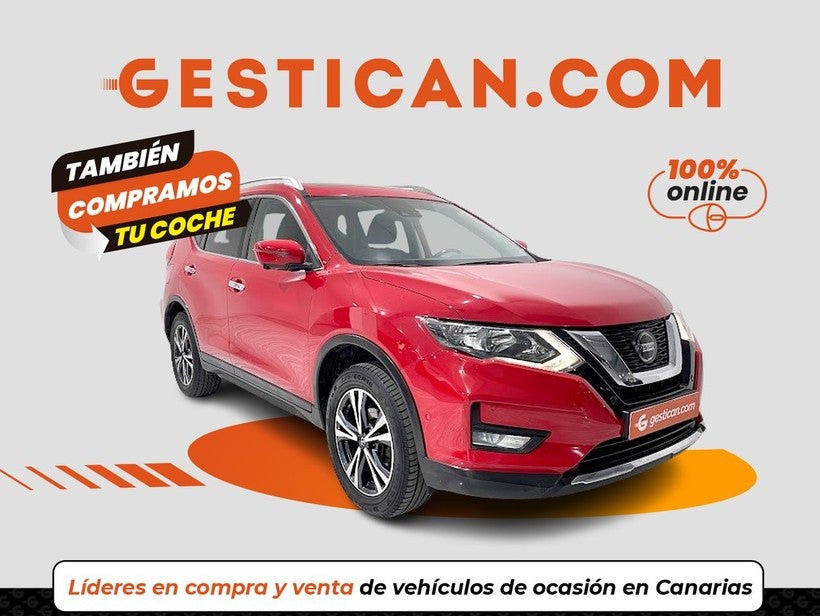 GESTICAN.COM
TAMBIÉN
COMPRAMOS
TU COCHE
100%
online
gestican.com
Líderes en compra y venta de vehículos de ocasión en Canarias